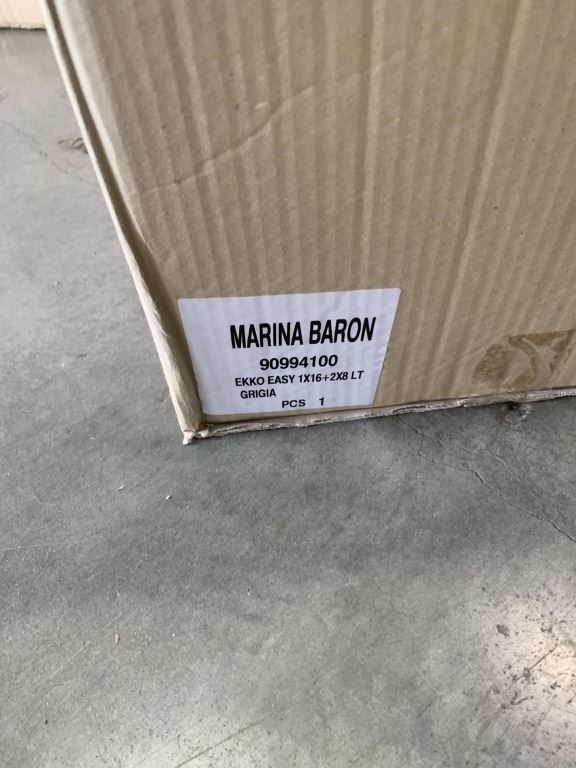 MARINA BARON
90994100
EKKO EASY 1X16+2X8 LT
GRIGIA
PCS 1